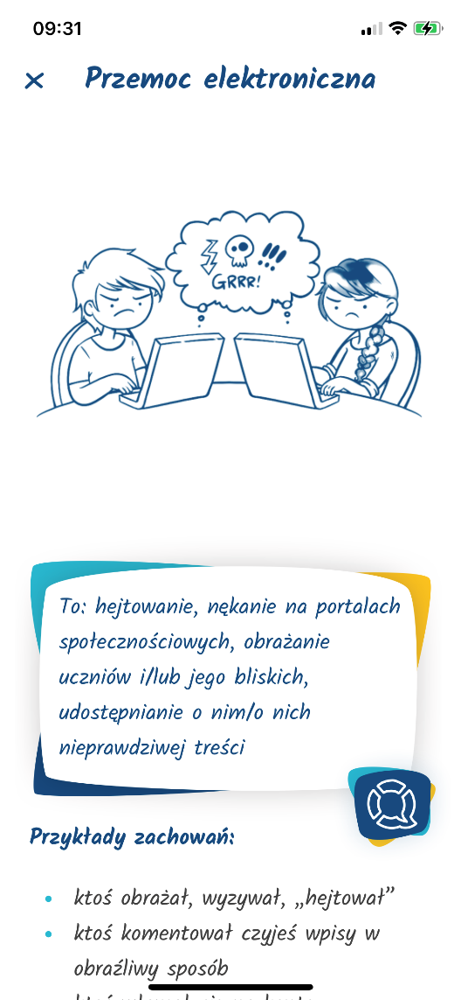 09:31
Przemoc elektroniczna
GRRR!
!!!
To: hejtowanie, nękanie na portalach
społecznościowych, obrażanie
uczniów i/lub jego bliskich,
udostępnianie o nim/o nich
nieprawdziwej treści
Przykłady zachowań:
• ktoś obrażał, wyzywał, „hejtował”
• ktoś komentował czyjeś wpisy w
obraźliwy sposób